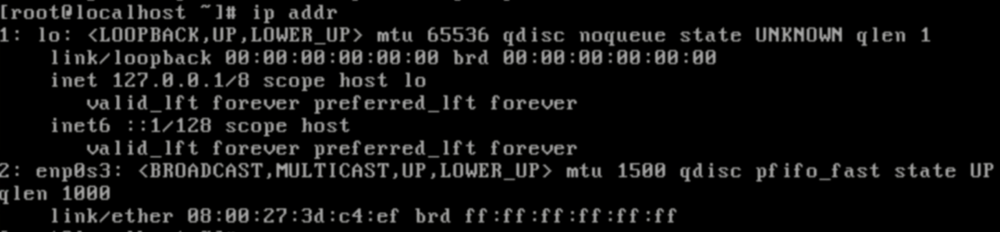 [root@localhost ~]# ip addr
1: lo: <LOOPBACK,UP,LOWER_UP> mtu 65536 qdisc noqueue state UNKNOWN qlen 1
    link/loopback 00:00:00:00:00:00 brd 00:00:00:00:00:00
    inet 127.0.0.1/8 scope host lo
       valid_lft forever preferred_lft forever
    inet6 ::1/128 scope host
       valid_lft forever preferred_lft forever
2: enp0s3: <BROADCAST,MULTICAST,UP,LOWER_UP> mtu 1500 qdisc pfifo_fast state UP
qlen 1000
    link/ether 08:00:27:3d:c4:ef brd ff:ff:ff:ff:ff:ff